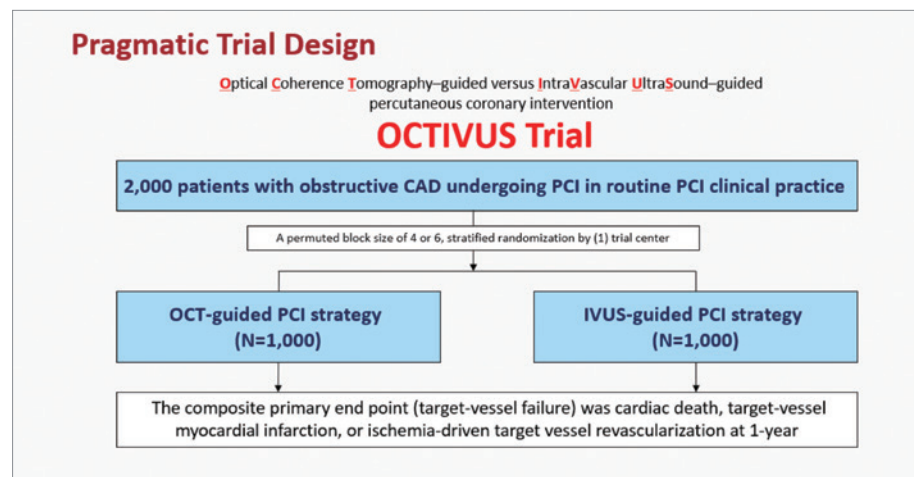 Pragmatic Trial Design
Optical Coherence Tomography–guided versus IntraVascular UltraSound–guided
percutaneous coronary intervention
OCTIVUS Trial
2,000 patients with obstructive CAD undergoing PCI in routine PCI clinical practice
A permuted block size of 4 or 6, stratified randomization by (1) trial center
OCT-guided PCI strategy
(N=1,000)
IVUS-guided PCI strategy
(N=1,000)
The composite primary end point (target-vessel failure) was cardiac death, target-vessel
myocardial infarction, or ischemia-driven target vessel revascularization at 1-year